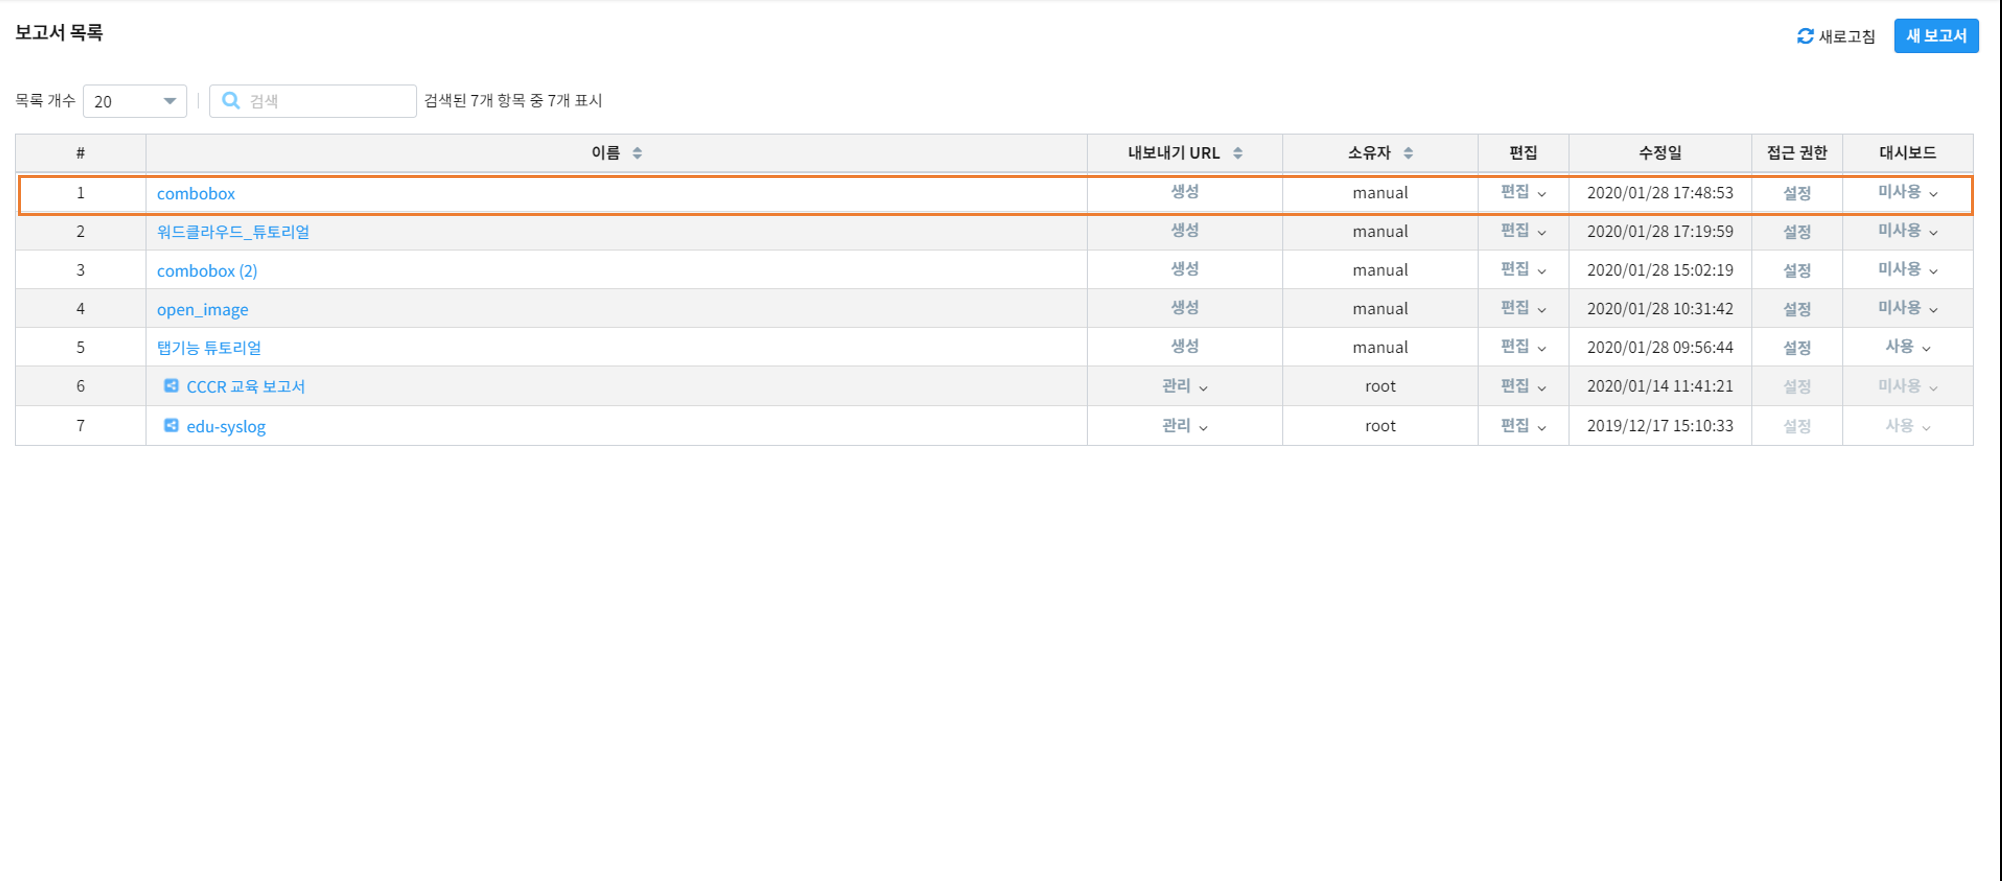 보고서 목록
새로고침 새 보고서
목록 개수 20 검색 검색된 7개 항목 중 7개 표시
# 이름 내보내기 URL 소유자 편집 수정일 접근 권한 대시보드
1 combobox 생성 manual 편집 2020/01/28 17:48:53 설정 미사용
2 워드클라우드_튜토리얼 생성 manual 편집 2020/01/28 17:19:59 설정 미사용
3 combobox (2) 생성 manual 편집 2020/01/28 15:02:19 설정 미사용
4 open_image 생성 manual 편집 2020/01/28 10:31:42 설정 미사용
5 탭기능 튜토리얼 생성 manual 편집 2020/01/28 09:56:44 설정 사용
6 CCCR 교육 보고서 관리 root 편집 2020/01/14 11:41:21 설정 미사용
7 edu-syslog 관리 root 편집 2019/12/17 15:10:33 설정 사용